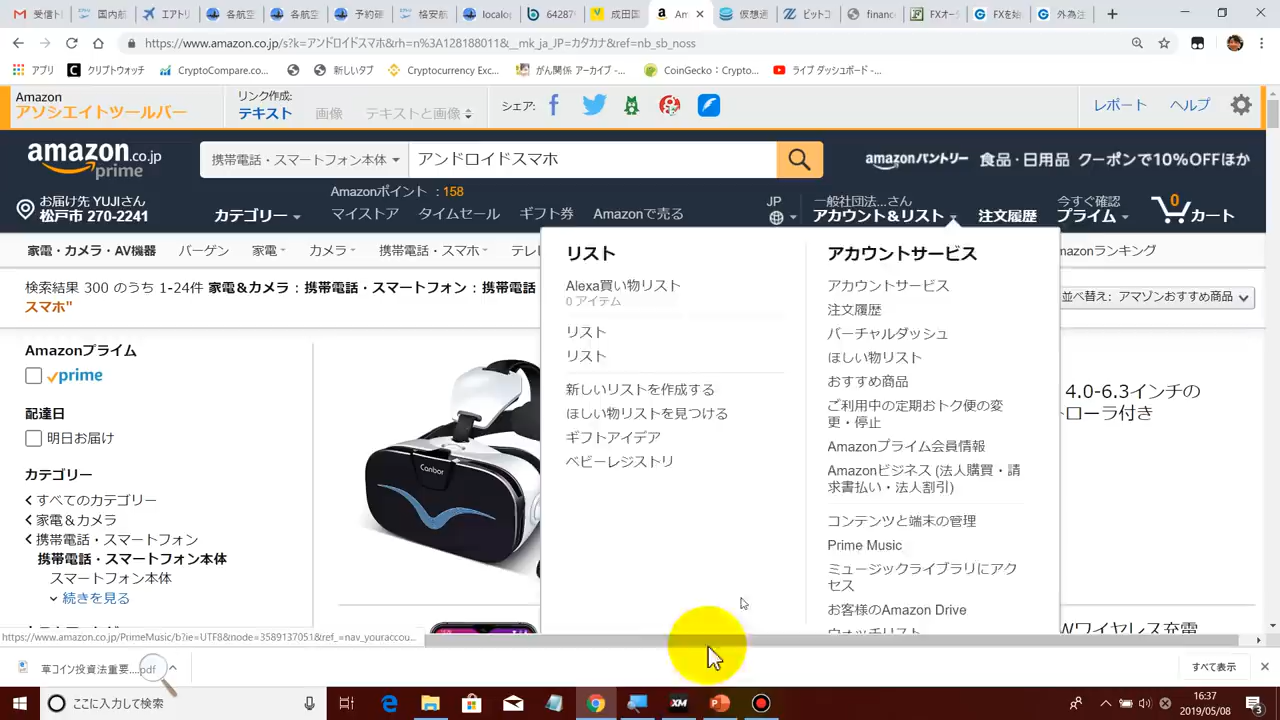 受信ト
国内航
エアトリ
各航空
各航空
予約確
格安航
localo
64287
成田国
Am
仮想通
ビットコ
financ
FXオー
FXを始
外為注
https://www.amazon.co.jp/s?k=アンドロイドスマホ&rh=n%3A128188011&__mk_ja_JP=カタカナ&ref=nb_sb_noss
アプリ
クリプトウォッチ
CryptoCompare.co...
新しいタブ
Cryptocurrency Exc...
がん関係 アーカイブ -...
CoinGecko: Crypto...
ライブ ダッシュボード -...
Amazon
アソシエイトツールバー
リンク作成:
テキスト 画像 テキストと画像
シェア:
レポート ヘルプ
amazon.co.jp
prime
携帯電話・スマートフォン本体
アンドロイドスマホ
amazonパントリー 食品・日用品 クーポンで10%OFFほか
お届け先 YUJIさん
松戸市 270-2241
カテゴリー
Amazonポイント : 158
マイストア タイムセール ギフト券 Amazonで売る
JP
一般社団法...さん
アカウント&リスト
注文履歴
今すぐ確認
プライム
0
カート
家電・カメラ・AV機器 バーゲン 家電 カメラ 携帯電話・スマホ テレ
amazonランキング
検索結果 300 のうち 1-24件 家電&カメラ : 携帯電話・スマートフォン : 携帯電話
スマホ"
並べ替え: アマゾンおすすめ商品
リスト
Alexa買い物リスト
0 アイテム
リスト
リスト
新しいリストを作成する
ほしい物リストを見つける
ギフトアイデア
ベビーレジストリ
アカウントサービス
アカウントサービス
注文履歴
バーチャルダッシュ
ほしい物リスト
おすすめ商品
ご利用中の定期おトク便の変
更・停止
Amazonプライム会員情報
Amazonビジネス (法人購買・請
求書払い・法人割引)
コンテンツと端末の管理
Prime Music
ミュージックライブラリにアク
セス
お客様のAmazon Drive
ウォッチリスト
Amazonプライム
prime
配達日
明日お届け
カテゴリー
すべてのカテゴリー
家電&カメラ
携帯電話・スマートフォン
携帯電話・スマートフォン本体
スマートフォン本体
続きを見る
Canbor
4.0-6.3インチの
トローラ付き
Wワイヤレス充電
https://www.amazon.co.jp/PrimeMusic/b?ie=UTF8&node=3589137051&ref_=nav_youraccou...
草コイン投資法重要....pdf
すべて表示
ここに入力して検索
XM
16:37
2019/05/08
3